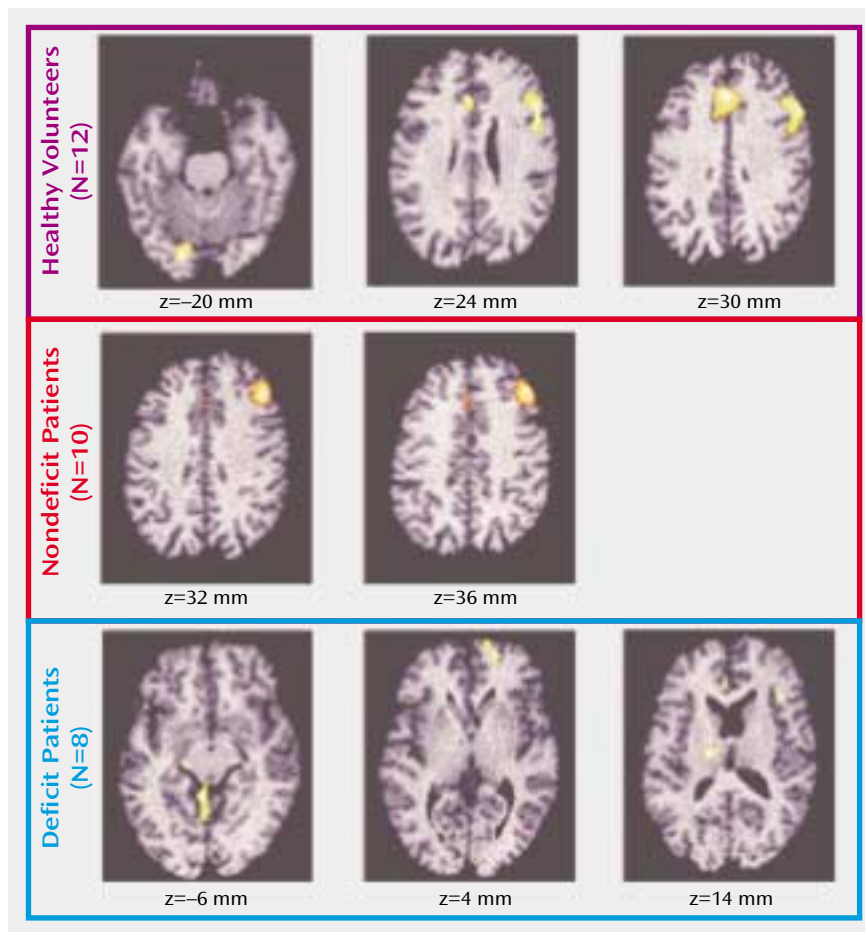 Healthy Volunteers
(N=12)
z=–20 mm
z=24 mm
z=30 mm
Nondeficit Patients
(N=10)
z=32 mm
z=36 mm
Deficit Patients
(N=8)
z=–6 mm
z=4 mm
z=14 mm